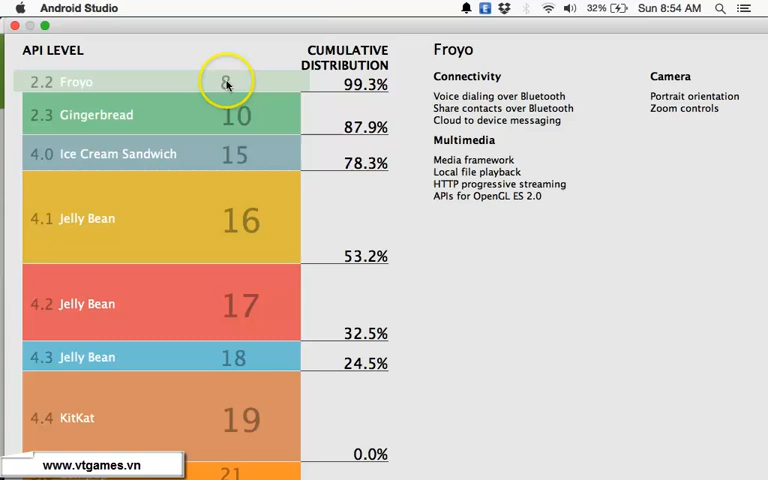 Android Studio
32%
Sun 8:54 AM
API LEVEL
CUMULATIVE
DISTRIBUTION
2.2 Froyo 8
99.3%
2.3 Gingerbread 10
87.9%
4.0 Ice Cream Sandwich 15
78.3%
4.1 Jelly Bean 16
53.2%
4.2 Jelly Bean 17
32.5%
4.3 Jelly Bean 18
24.5%
4.4 KitKat 19
0.0%
21
Froyo
Connectivity
Voice dialing over Bluetooth
Share contacts over Bluetooth
Cloud to device messaging
Multimedia
Media framework
Local file playback
HTTP progressive streaming
APIs for OpenGL ES 2.0
Camera
Portrait orientation
Zoom controls
www.vtgames.vn